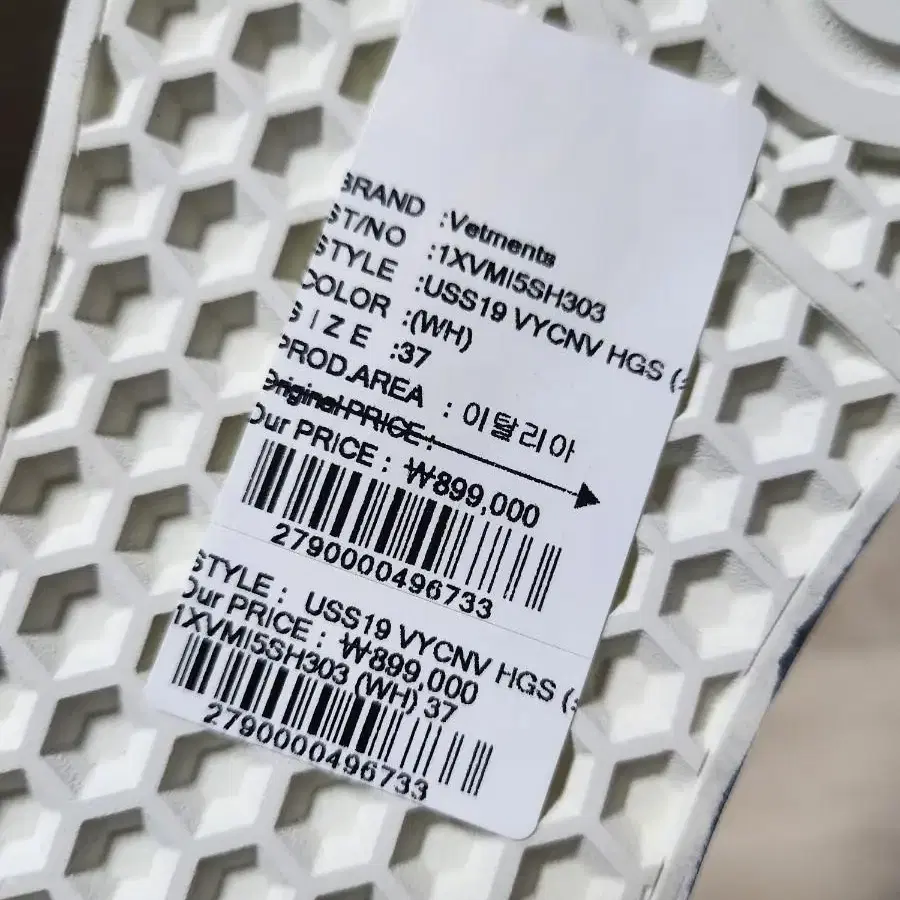 BRAND :Vetments
ST/NO :1XVMI5SH303
STYLE :USS19 VYCNV HGS (
COLOR :(WH)
SIZE :37
PROD.AREA : 이탈리아
Original PRICE :
Our PRICE : ₩899,000
2790000496733
STYLE : USS19 VYCNV HGS (
Our PRICE : ₩899,000
1XVMI5SH303 (WH) 37
2790000496733